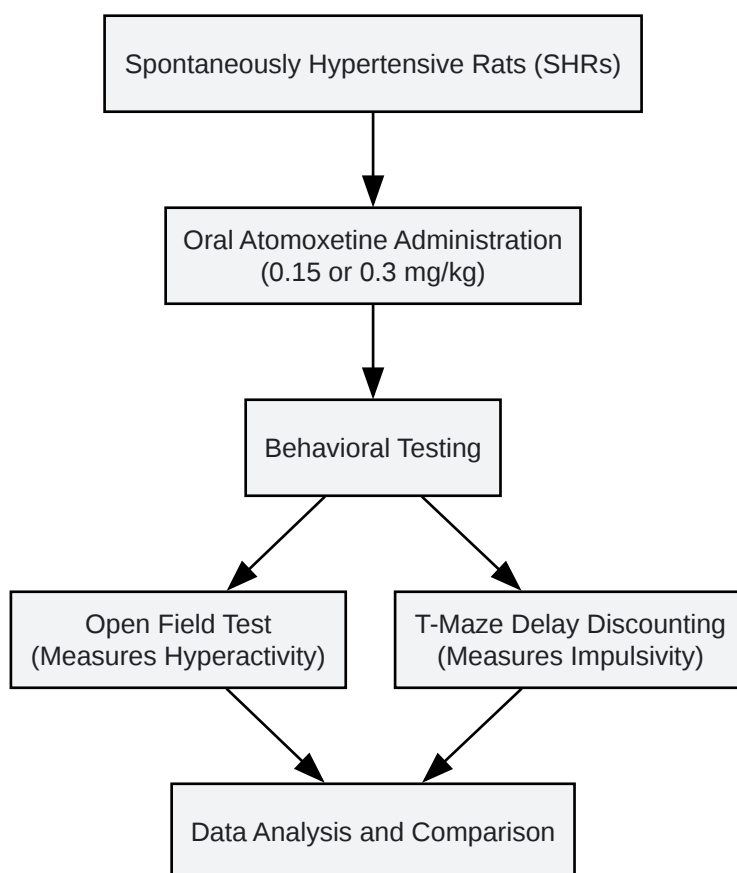 Spontaneously Hypertensive Rats (SHRs)
Oral Atomoxetine Administration
(0.15 or 0.3 mg/kg)
Behavioral Testing
Open Field Test
(Measures Hyperactivity)
T-Maze Delay Discounting
(Measures Impulsivity)
Data Analysis and Comparison